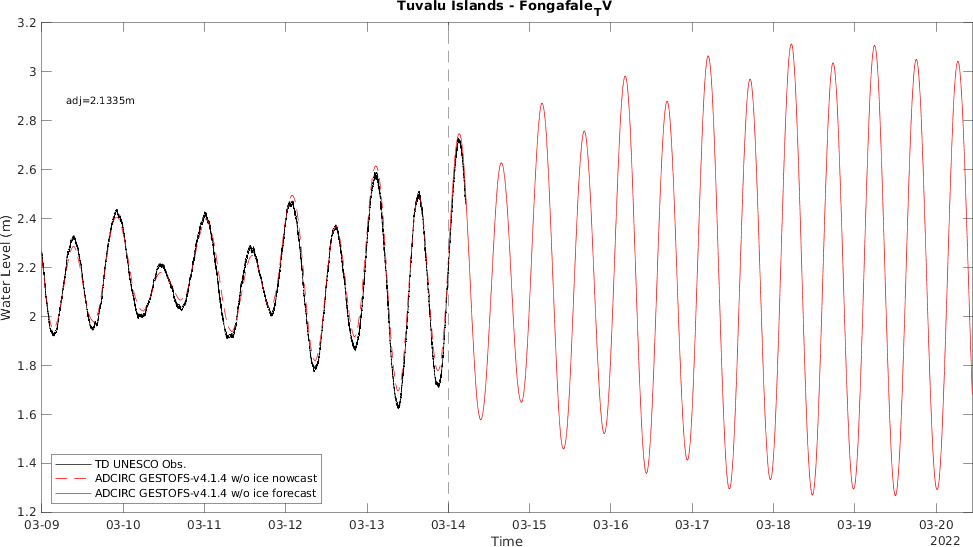 Tuvalu Islands - Fongafale_TV
3.2
3
2.8
2.6
2.4
2.2
2
1.8
1.6
1.4
1.2
Water Level (m)
adj=2.1335m
TD UNESCO Obs.
ADCIRC GESTOFS-v4.1.4 w/o ice nowcast
ADCIRC GESTOFS-v4.1.4 w/o ice forecast
03-09 03-10 03-11 03-12 03-13 03-14 03-15 03-16 03-17 03-18 03-19 03-20
Time
2022